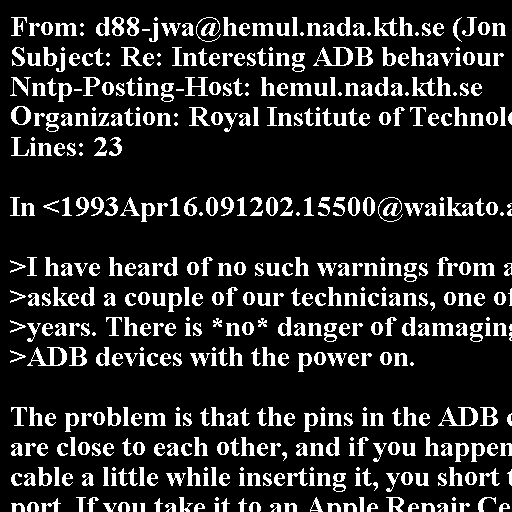 From: d88-jwa@hemul.nada.kth.se (Jon
Subject: Re: Interesting ADB behaviour
Nntp-Posting-Host: hemul.nada.kth.se
Organization: Royal Institute of Technol
Lines: 23

In <1993Apr16.091202.15500@waikato.a

>I have heard of no such warnings from a
>asked a couple of our technicians, one of
>years. There is *no* danger of damaging
>ADB devices with the power on.

The problem is that the pins in the ADB c
are close to each other, and if you happen
cable a little while inserting it, you short t
port. If you take it to an Apple Repair Ce